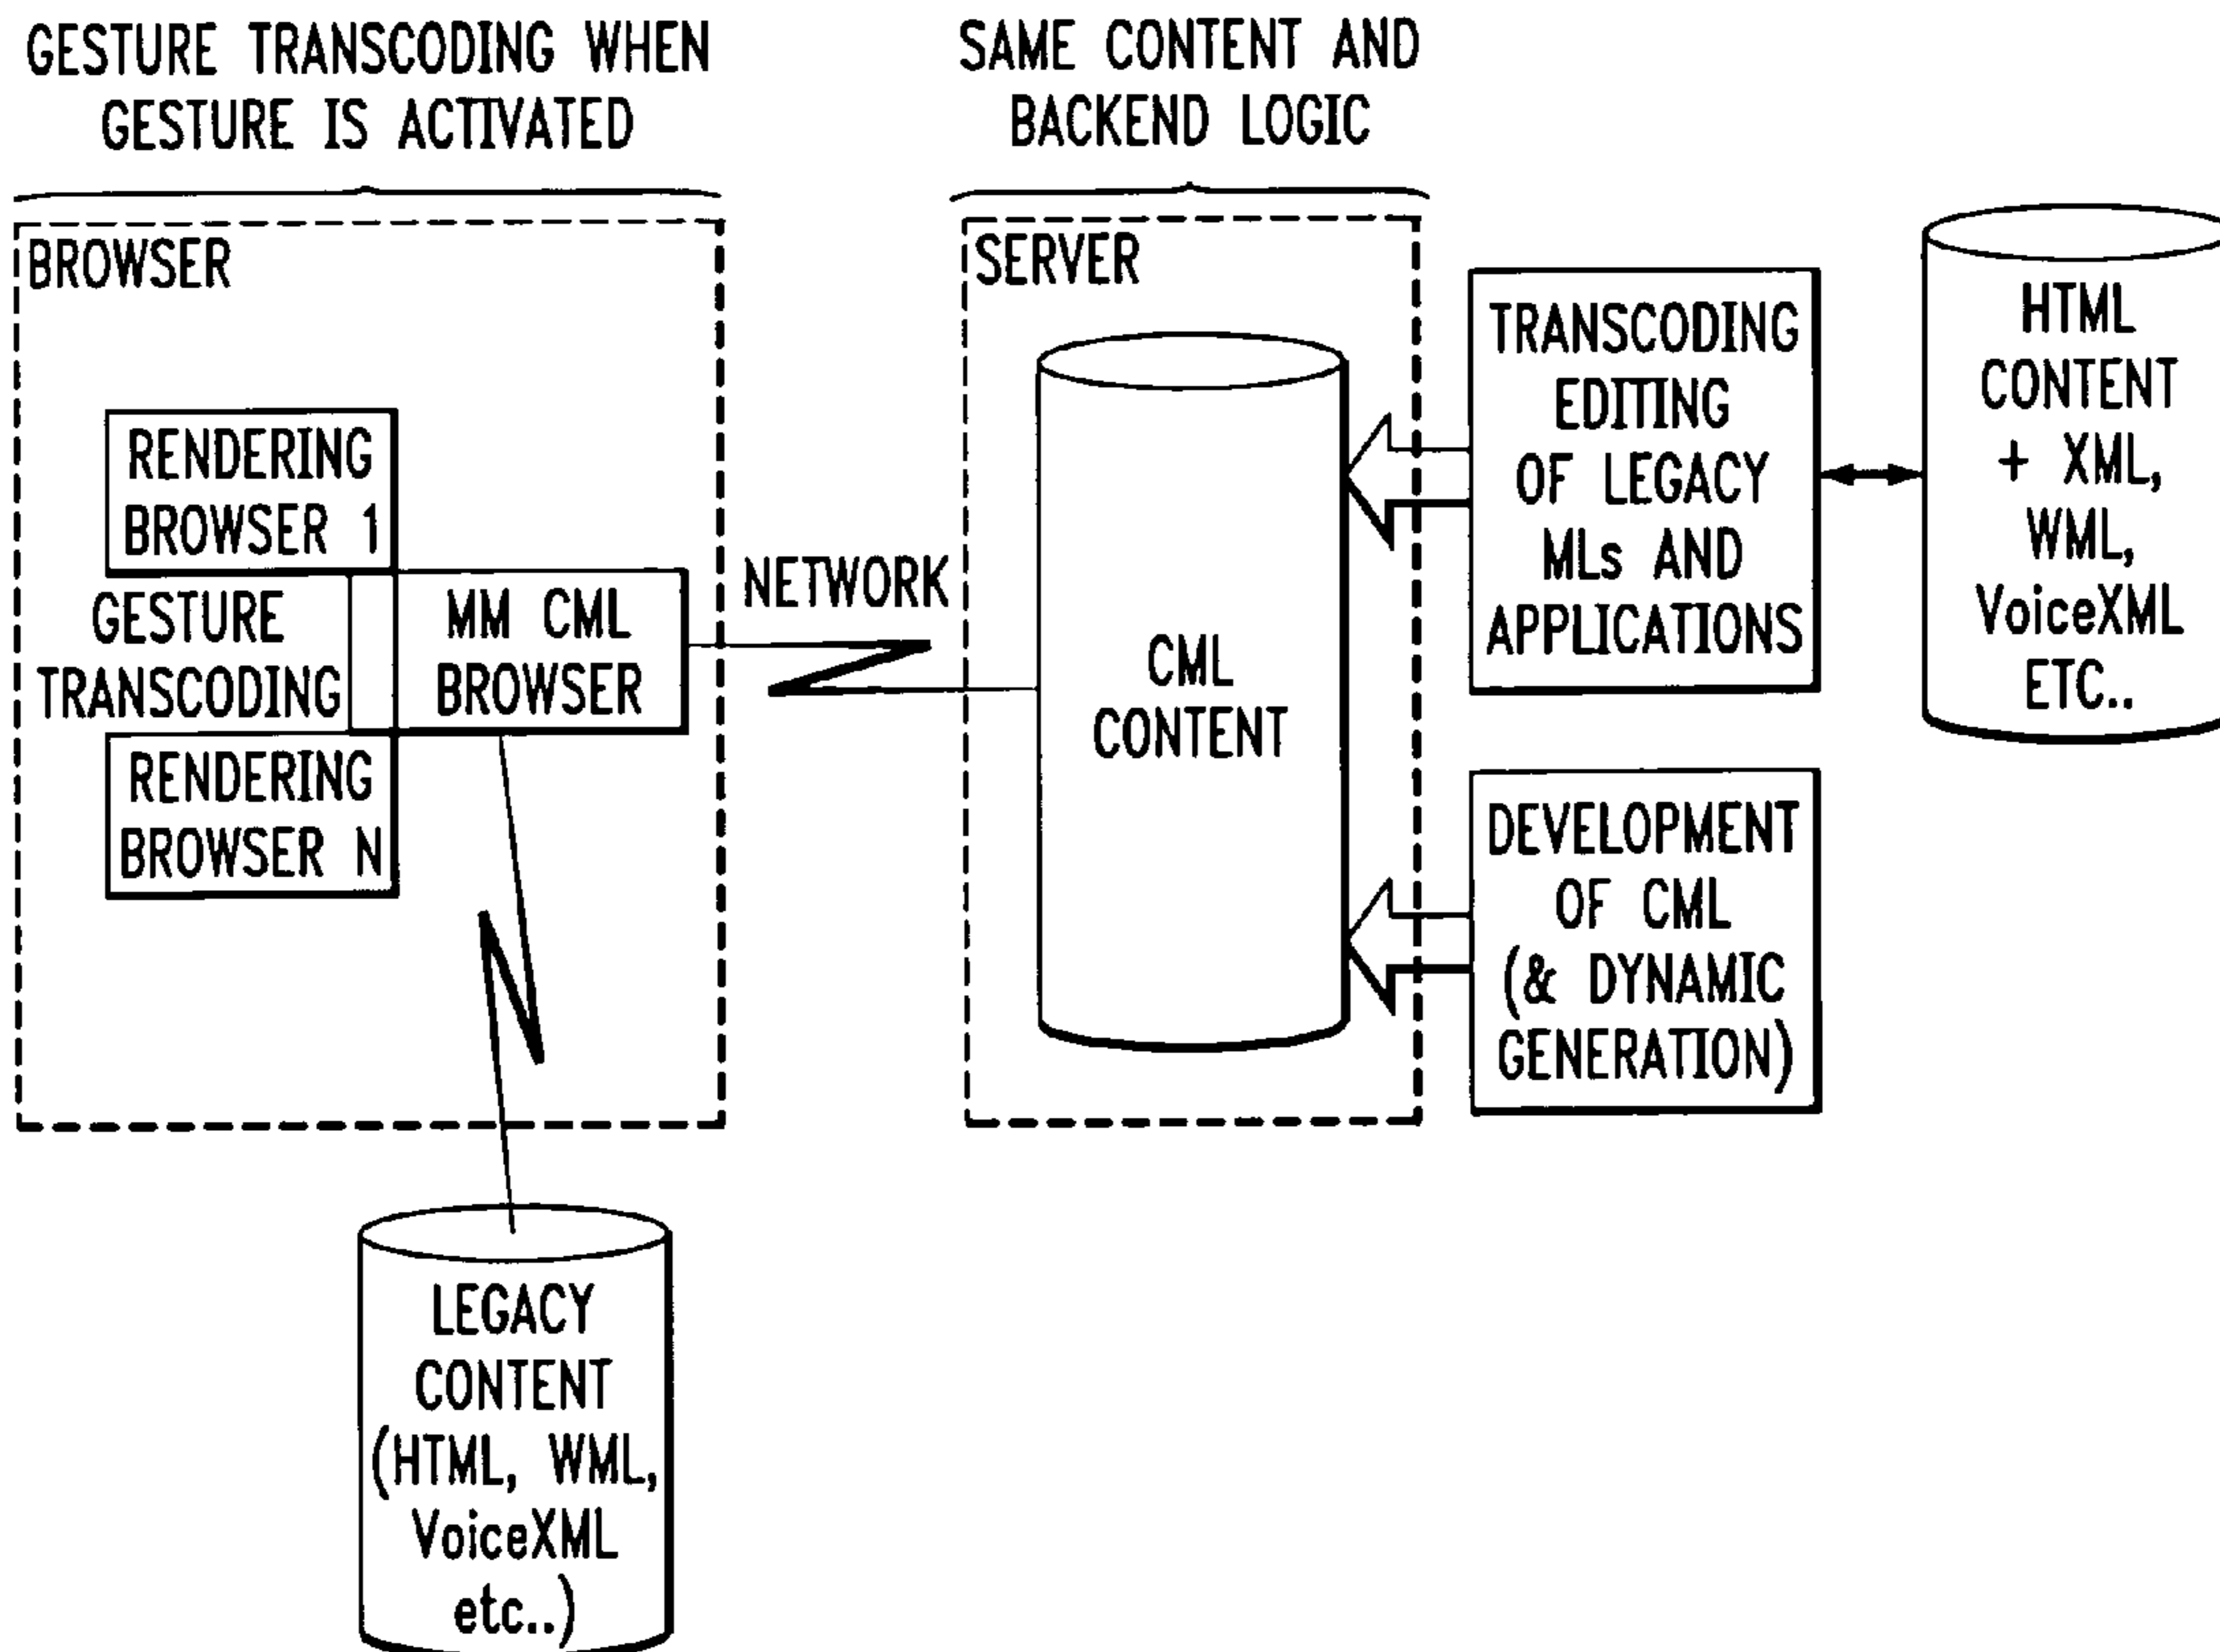 GESTURE TRANSCODING WHEN
GESTURE IS ACTIVATED
SAME CONTENT AND
BACKEND LOGIC
BROWSER
RENDERING
BROWSER 1
GESTURE
TRANSCODING
MM CML
BROWSER
RENDERING
BROWSER N
NETWORK
SERVER
CML
CONTENT
TRANSCODING
EDITING
OF LEGACY
MLs AND
APPLICATIONS
HTML
CONTENT
+ XML,
WML,
VoiceXML
ETC..
DEVELOPMENT
OF CML
(& DYNAMIC
GENERATION)
LEGACY
CONTENT
(HTML, WML,
VoiceXML
etc..)